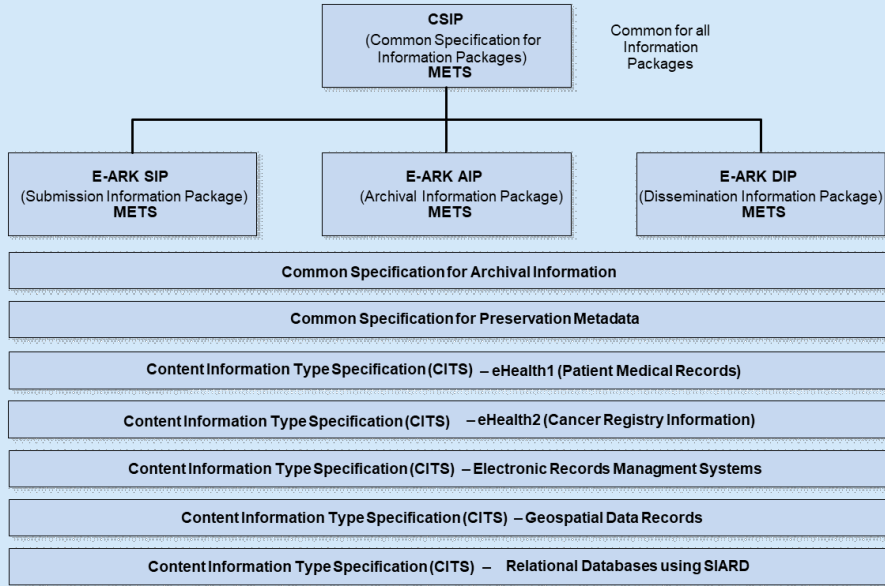 CSIP
(Common Specification for
Information Packages)
METS
Common for all
Information
Packages
E-ARK SIP
(Submission Information Package)
METS
E-ARK AIP
(Archival Information Package)
METS
E-ARK DIP
(Dissemination Information Package)
METS
Common Specification for Archival Information
Common Specification for Preservation Metadata
Content Information Type Specification (CITS) – eHealth1 (Patient Medical Records)
Content Information Type Specification (CITS) – eHealth2 (Cancer Registry Information)
Content Information Type Specification (CITS) – Electronic Records Managment Systems
Content Information Type Specification (CITS) – Geospatial Data Records
Content Information Type Specification (CITS) – Relational Databases using SIARD